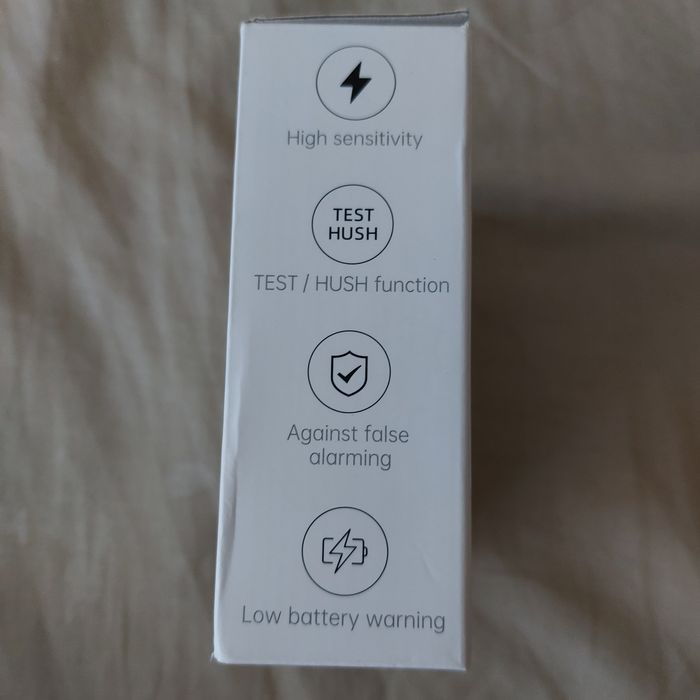 High sensitivity
TEST
HUSH
TEST / HUSH function
Against false
alarming
Low battery warning